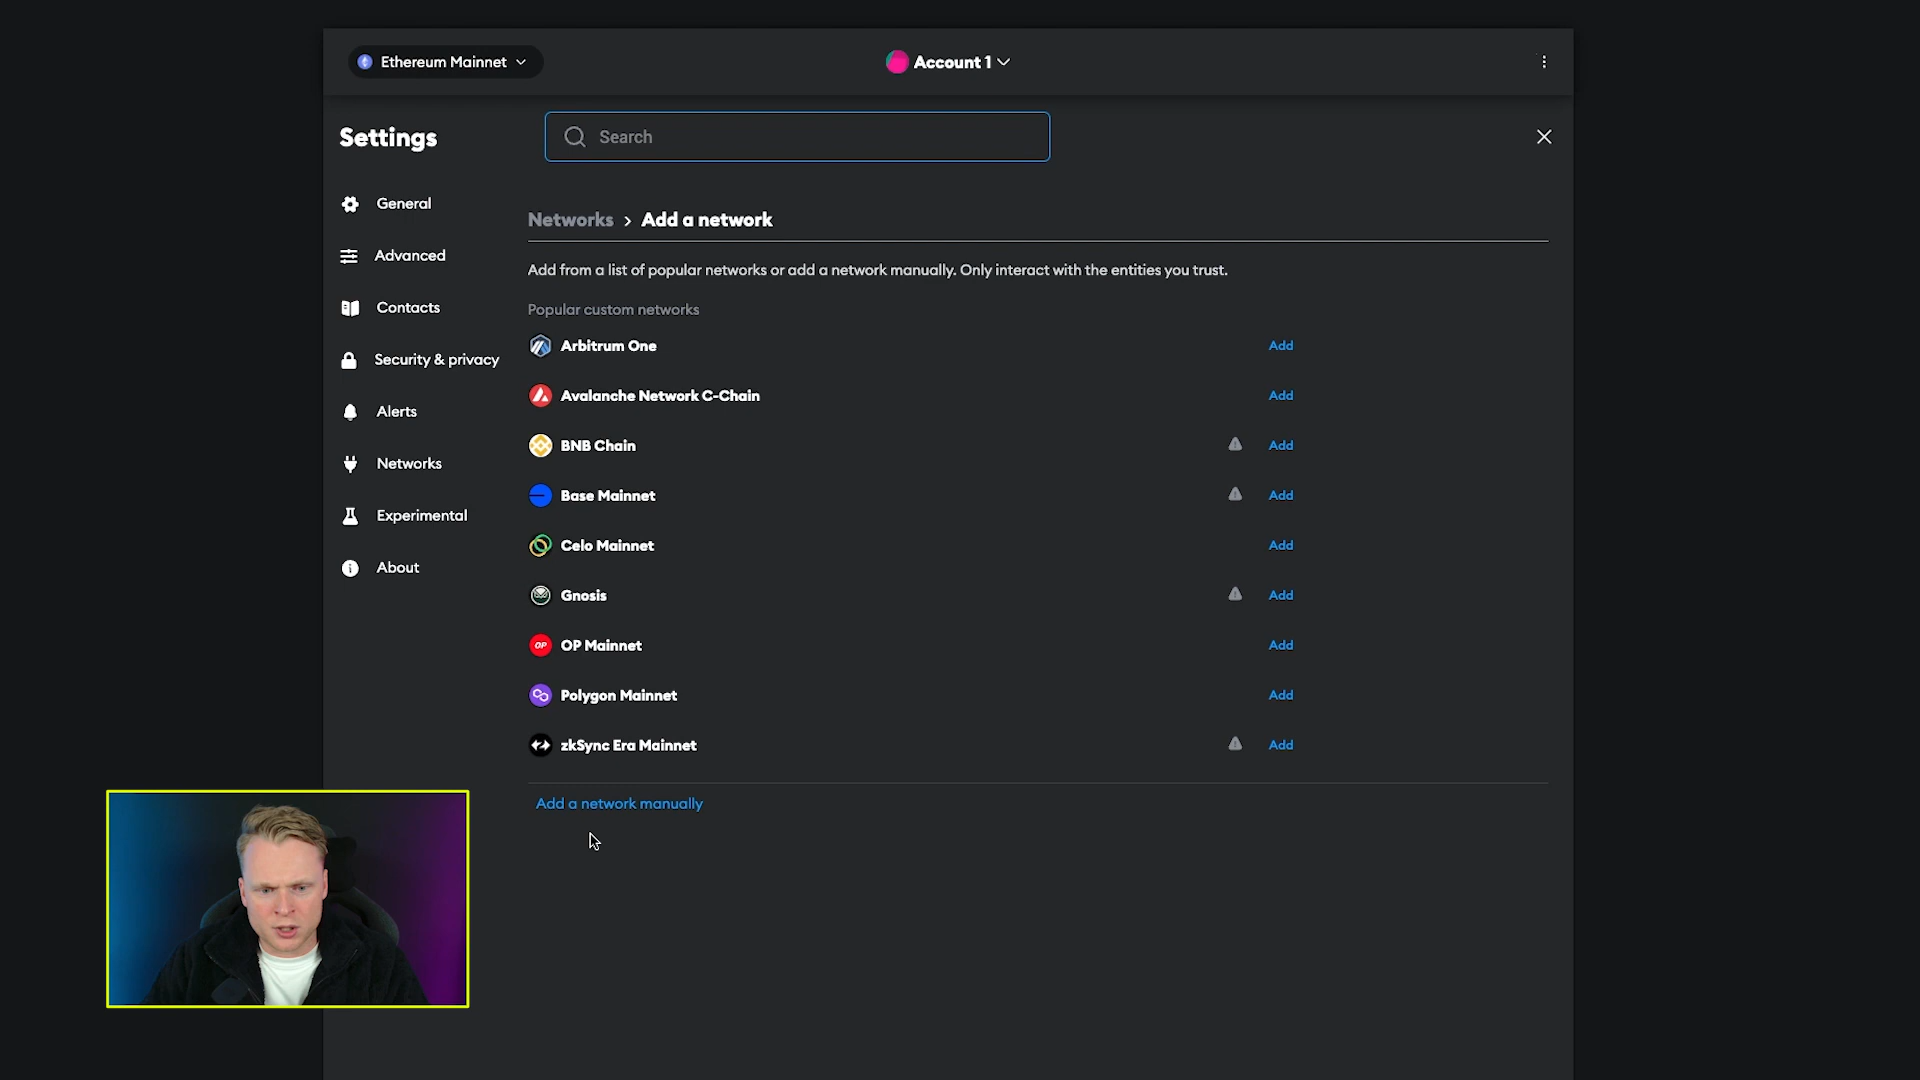 Ethereum Mainnet
Account 1
Settings
Search
General
Advanced
Contacts
Security & privacy
Alerts
Networks
Experimental
About
Networks > Add a network
Add from a list of popular networks or add a network manually. Only interact with the entities you trust.
Popular custom networks
Arbitrum One Add
Avalanche Network C-Chain Add
BNB Chain Add
Base Mainnet Add
Celo Mainnet Add
Gnosis Add
OP OP Mainnet Add
Polygon Mainnet Add
zkSync Era Mainnet Add
Add a network manually